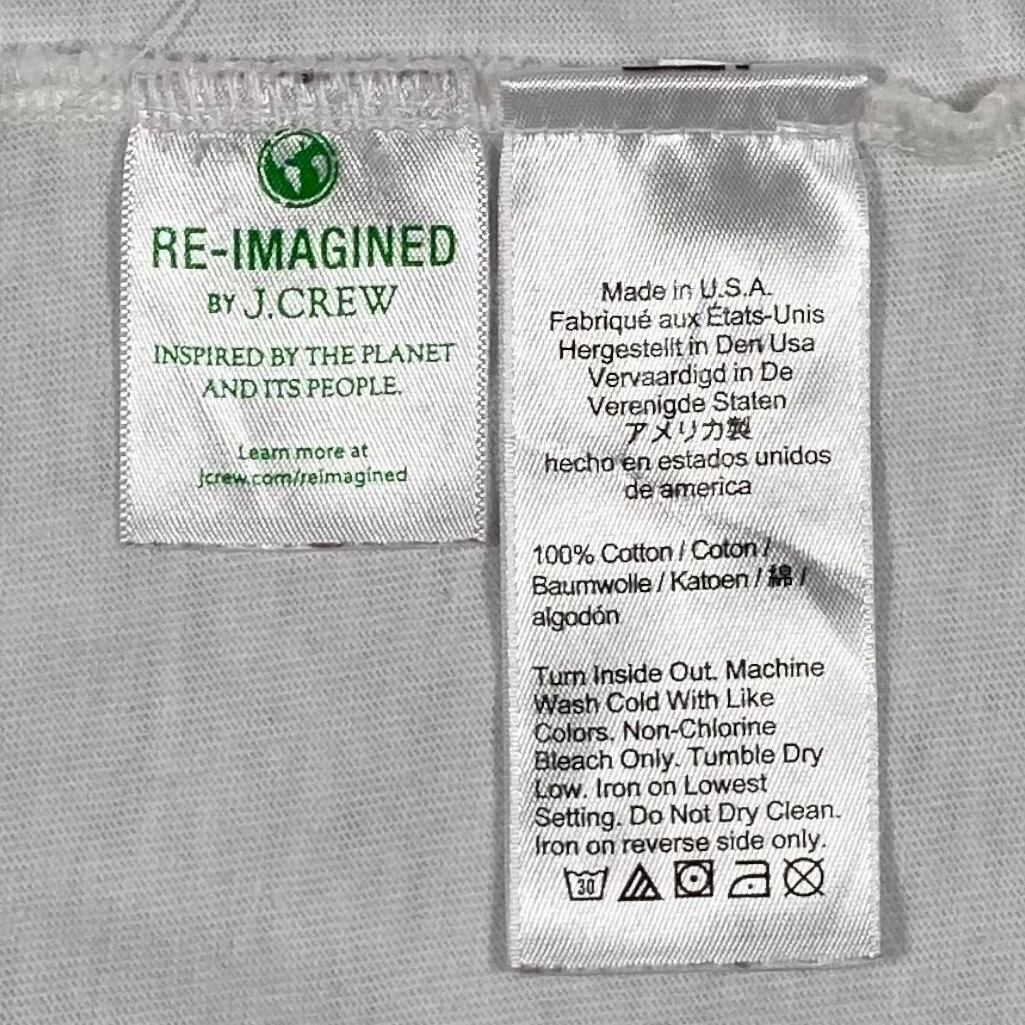 RE-IMAGINED
BY J.CREW
INSPIRED BY THE PLANET
AND ITS PEOPLE.
Learn more at
jcrew.com/reimagined
Made in U.S.A.
Fabriqué aux États-Unis
Hergestellt in Den Usa
Vervaardigd in De
Verenigde Staten
アメリカ製
hecho en estados unidos
de america
100% Cotton / Coton /
Baumwolle / Katoen / 綿 /
algodón
Turn Inside Out. Machine
Wash Cold With Like
Colors. Non-Chlorine
Bleach Only. Tumble Dry
Low. Iron on Lowest
Setting. Do Not Dry Clean.
Iron on reverse side only.
30